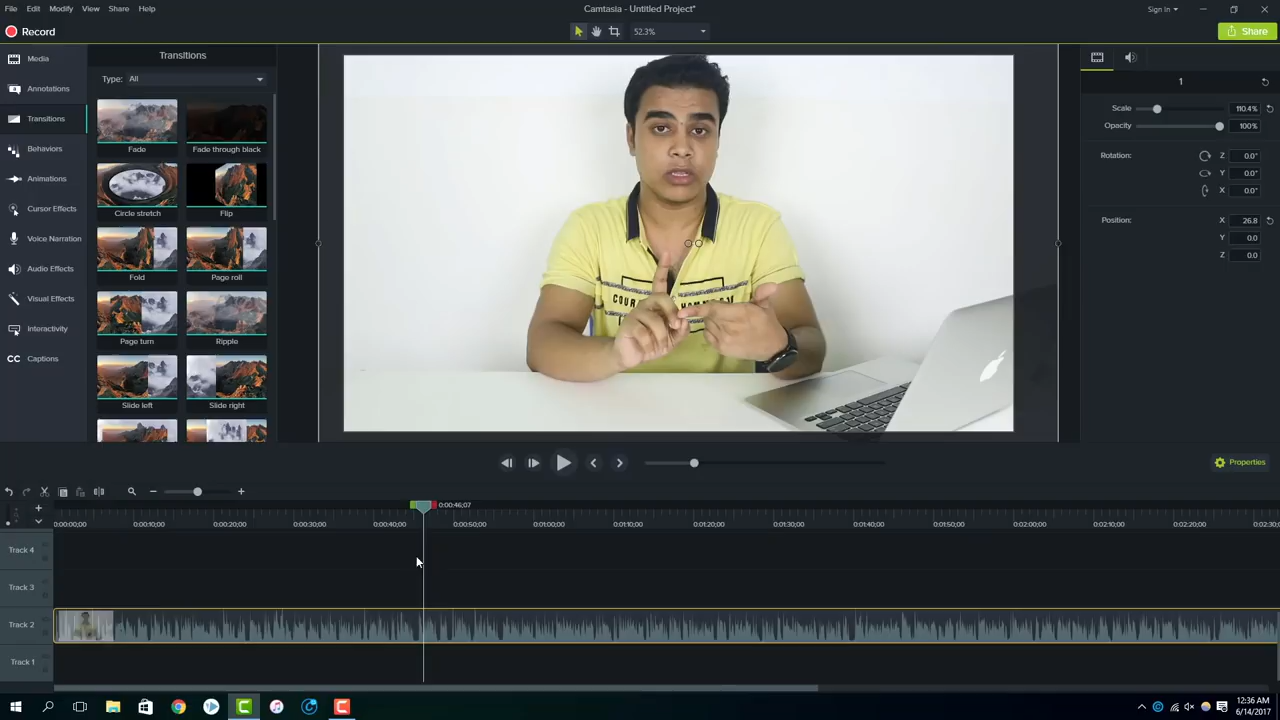 File Edit Modify View Share Help
Camtasia - Untitled Project*
Sign In
Record
52.3%
Share
Media
Annotations
Transitions
Behaviors
Animations
Cursor Effects
Voice Narration
Audio Effects
Visual Effects
Interactivity
CC Captions
Transitions
Type: All
Fade Fade through black
Circle stretch Flip
Fold Page roll
Page turn Ripple
Slide left Slide right
1
Scale 110.4%
Opacity 100%
Rotation: Z 0.0°
Y 0.0°
X 0.0°
Position: X 26.8
Y 0.0
Z 0.0
Properties
0:00:46;07
0:00:00;00 0:00:10;00 0:00:20;00 0:00:30;00 0:00:40;00 0:00:50;00 0:01:00;00 0:01:10;00 0:01:20;00 0:01:30;00 0:01:40;00 0:01:50;00 0:02:00;00 0:02:10;00 0:02:20;00
Track 4
Track 3
Track 2
Track 1
12:36 AM
6/14/2017